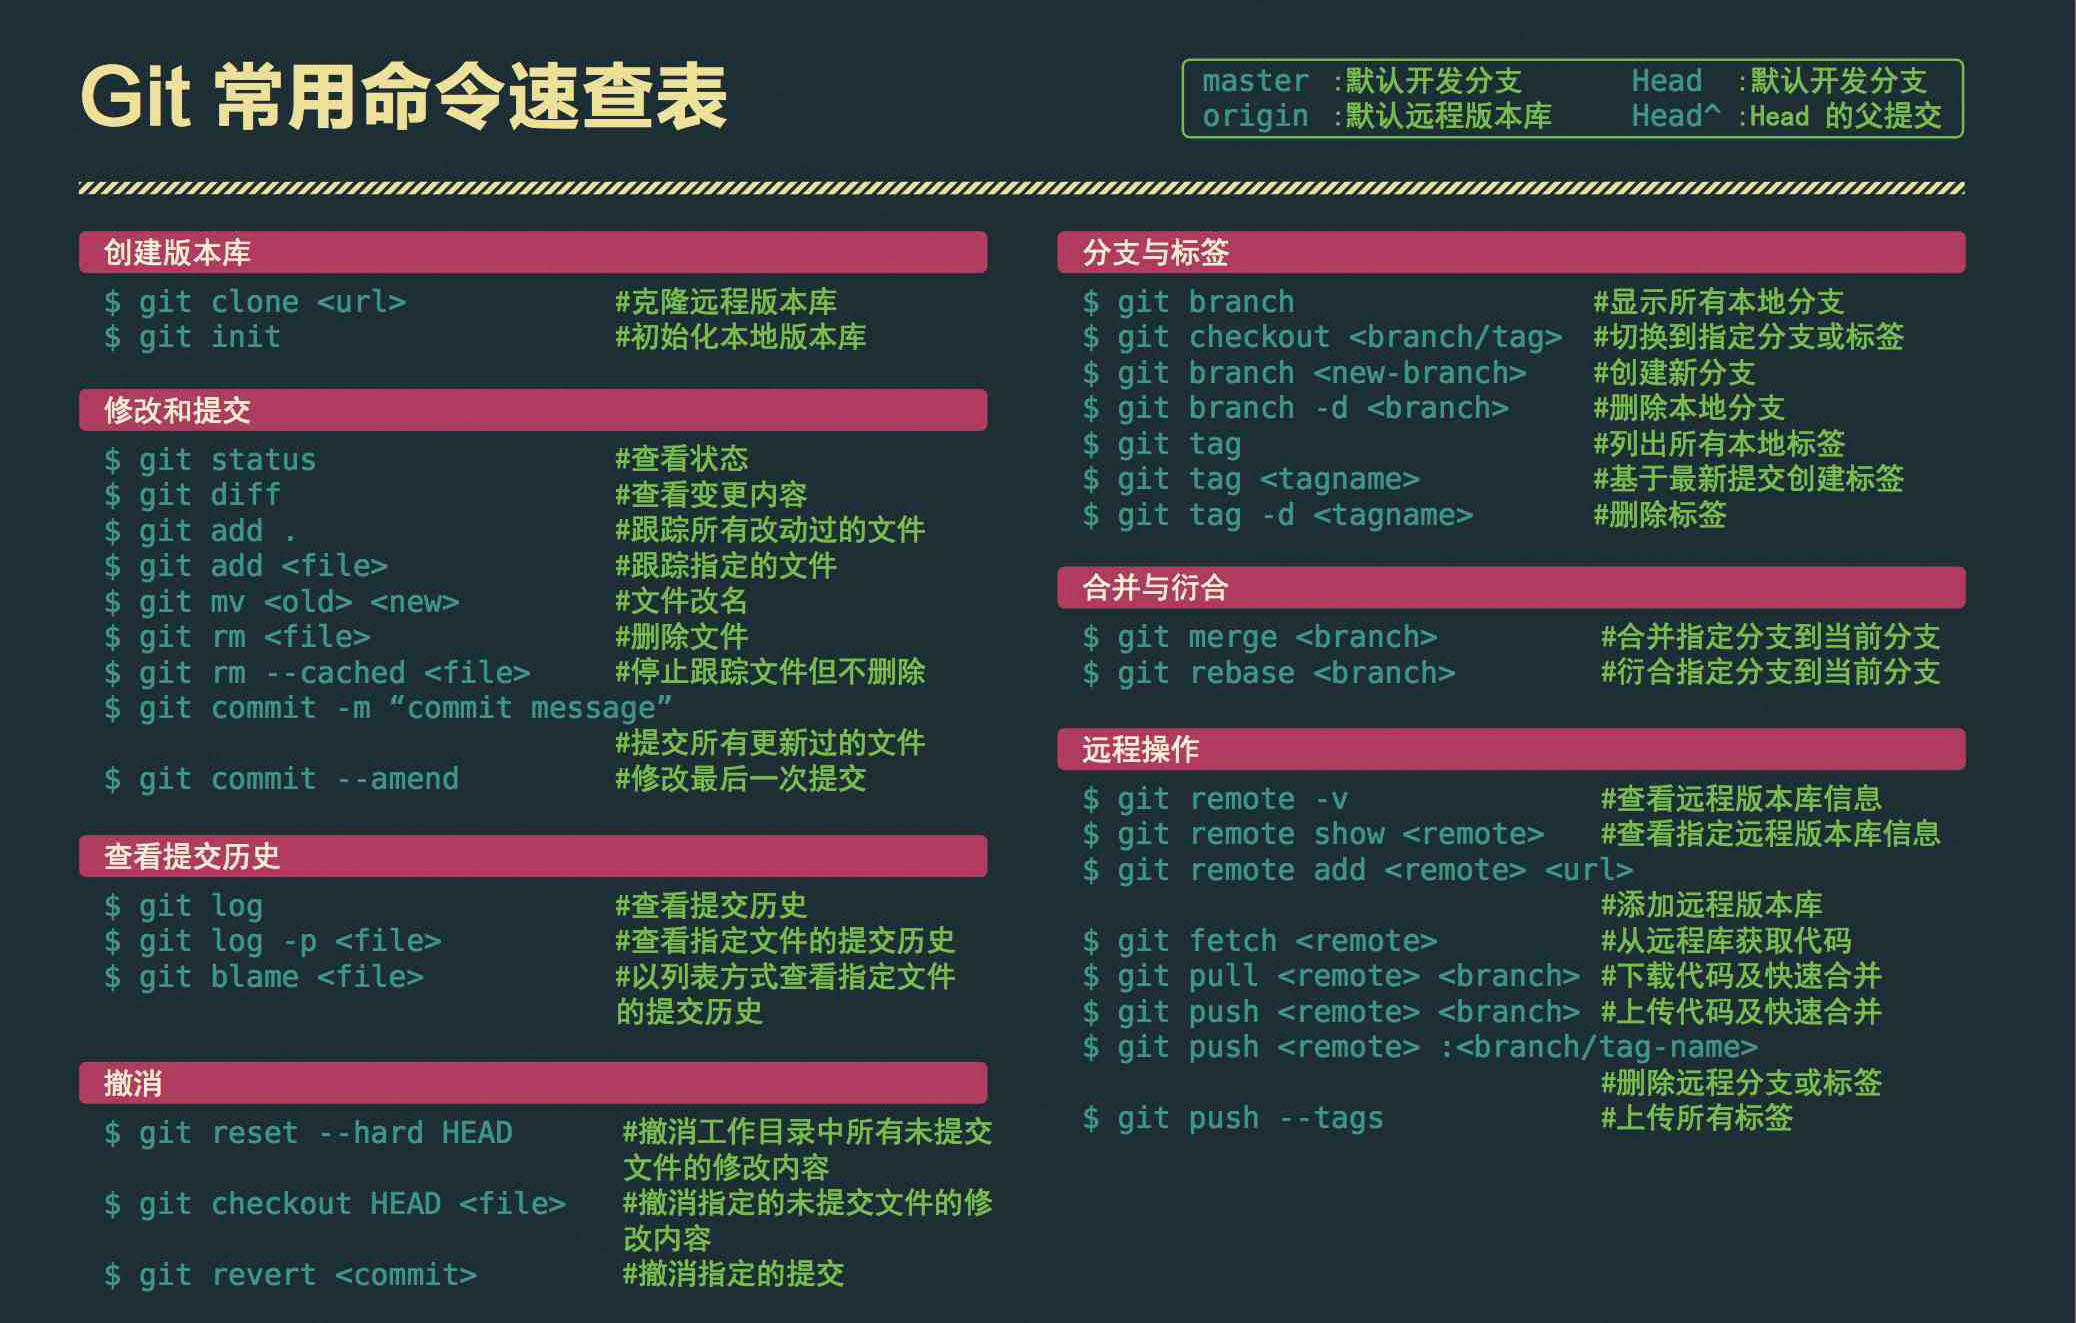 Git 常用命令速查表
master :默认开发分支 Head :默认开发分支
origin :默认远程版本库 Head^ :Head 的父提交
创建版本库
$ git clone <url> #克隆远程版本库
$ git init #初始化本地版本库
修改和提交
$ git status #查看状态
$ git diff #查看变更内容
$ git add . #跟踪所有改动过的文件
$ git add <file> #跟踪指定的文件
$ git mv <old> <new> #文件改名
$ git rm <file> #删除文件
$ git rm --cached <file> #停止跟踪文件但不删除
$ git commit -m “commit message”
#提交所有更新过的文件
$ git commit --amend #修改最后一次提交
查看提交历史
$ git log #查看提交历史
$ git log -p <file> #查看指定文件的提交历史
$ git blame <file> #以列表方式查看指定文件
的提交历史
撤消
$ git reset --hard HEAD #撤消工作目录中所有未提交
文件的修改内容
$ git checkout HEAD <file> #撤消指定的未提交文件的修
改内容
$ git revert <commit> #撤消指定的提交
分支与标签
$ git branch #显示所有本地分支
$ git checkout <branch/tag> #切换到指定分支或标签
$ git branch <new-branch> #创建新分支
$ git branch -d <branch> #删除本地分支
$ git tag #列出所有本地标签
$ git tag <tagname> #基于最新提交创建标签
$ git tag -d <tagname> #删除标签
合并与衍合
$ git merge <branch> #合并指定分支到当前分支
$ git rebase <branch> #衍合指定分支到当前分支
远程操作
$ git remote -v #查看远程版本库信息
$ git remote show <remote> #查看指定远程版本库信息
$ git remote add <remote> <url>
#添加远程版本库
$ git fetch <remote> #从远程库获取代码
$ git pull <remote> <branch> #下载代码及快速合并
$ git push <remote> <branch> #上传代码及快速合并
$ git push <remote> :<branch/tag-name>
#删除远程分支或标签
$ git push --tags #上传所有标签